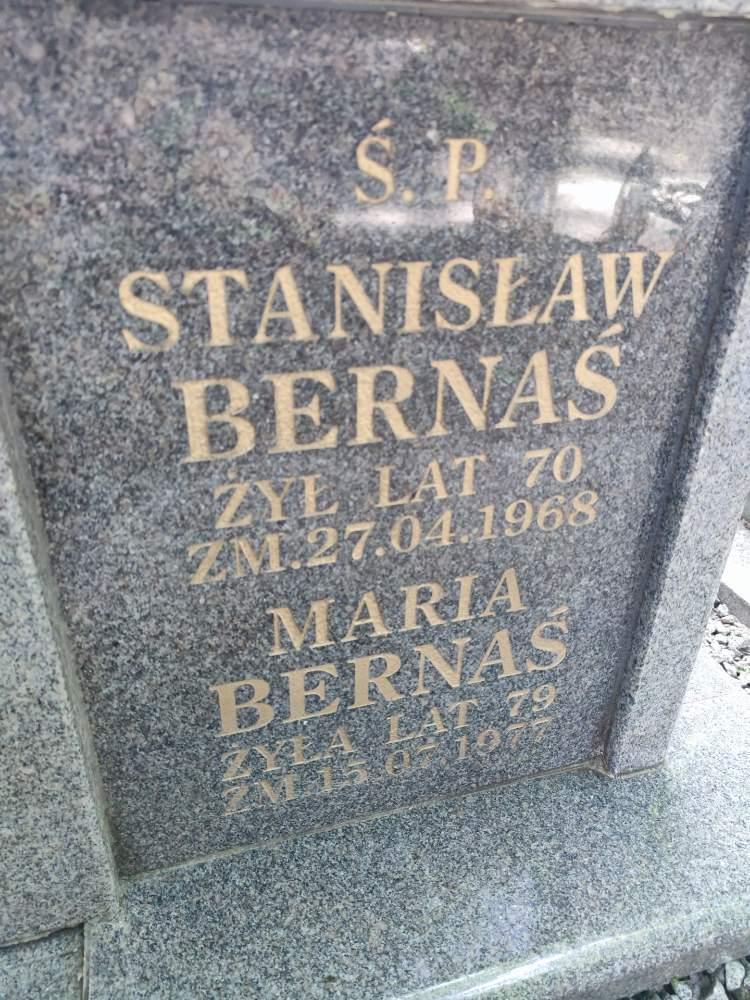 Ś. P.
STANISŁAW
BERNAŚ
ŻYŁ LAT 70
ZM.27.04.1968
MARIA
BERNAŚ
ŻYŁA LAT 79
ZM.15.07.1977